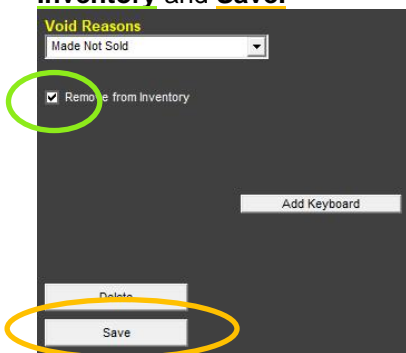 Inventory and Save.
Void Reasons
Made Not Sold
Remove from Inventory
Add Keyboard
Delete
Save